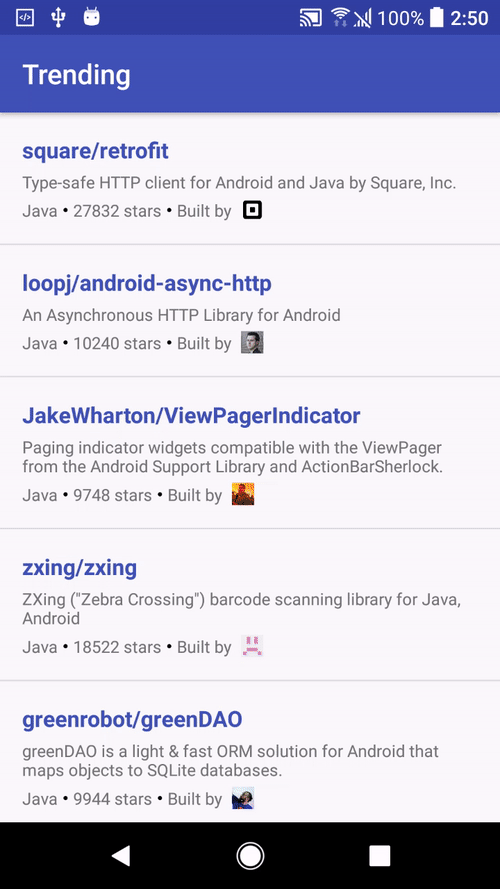 100% 2:50
Trending
square/retrofit
Type-safe HTTP client for Android and Java by Square, Inc.
Java • 27832 stars • Built by
loopj/android-async-http
An Asynchronous HTTP Library for Android
Java • 10240 stars • Built by
JakeWharton/ViewPagerIndicator
Paging indicator widgets compatible with the ViewPager
from the Android Support Library and ActionBarSherlock.
Java • 9748 stars • Built by
zxing/zxing
ZXing ("Zebra Crossing") barcode scanning library for Java,
Android
Java • 18522 stars • Built by
greenrobot/greenDAO
greenDAO is a light & fast ORM solution for Android that
maps objects to SQLite databases.
Java • 9944 stars • Built by